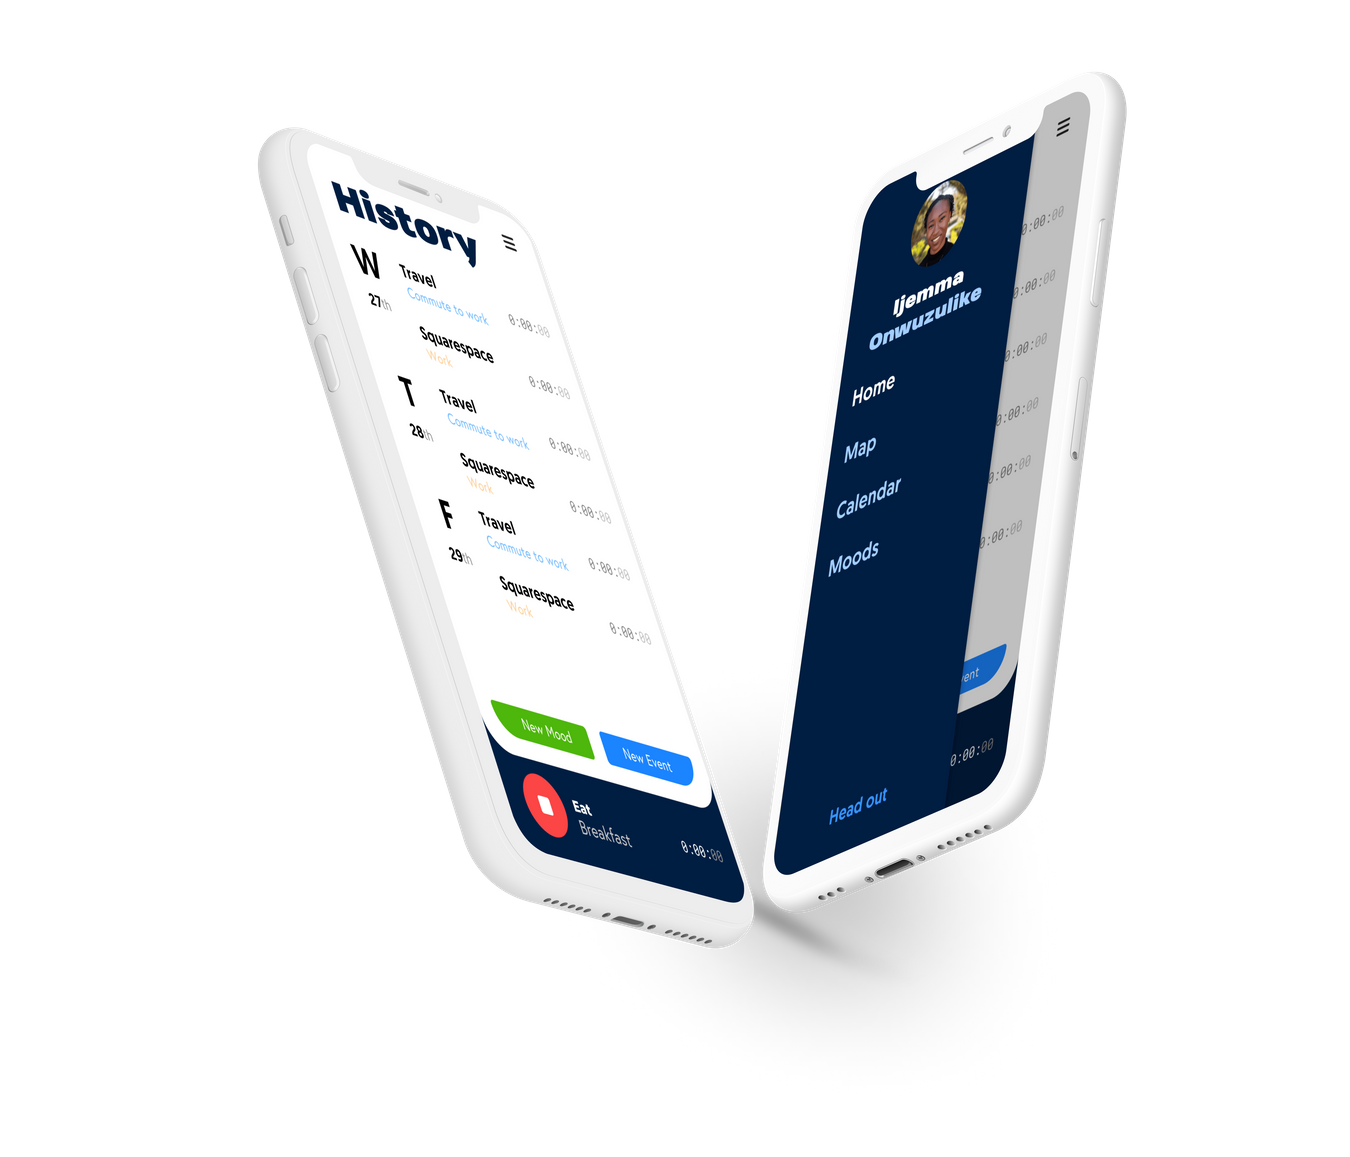 History
W
27th
Travel
Commute to work
0:00:00
Squarespace
Work
0:00:00
T
28th
Travel
Commute to work
0:00:00
Squarespace
Work
0:00:00
F
29th
Travel
Commute to work
0:00:00
Squarespace
Work
0:00:00
New Mood
New Event
Eat
Breakfast
0:00:00
Ijemma
Onwuzulike
Home
Map
Calendar
Moods
Head out
0:00:00
0:00:00
0:00:00
0:00:00
0:00:00
0:00:00
vent
0:00:00